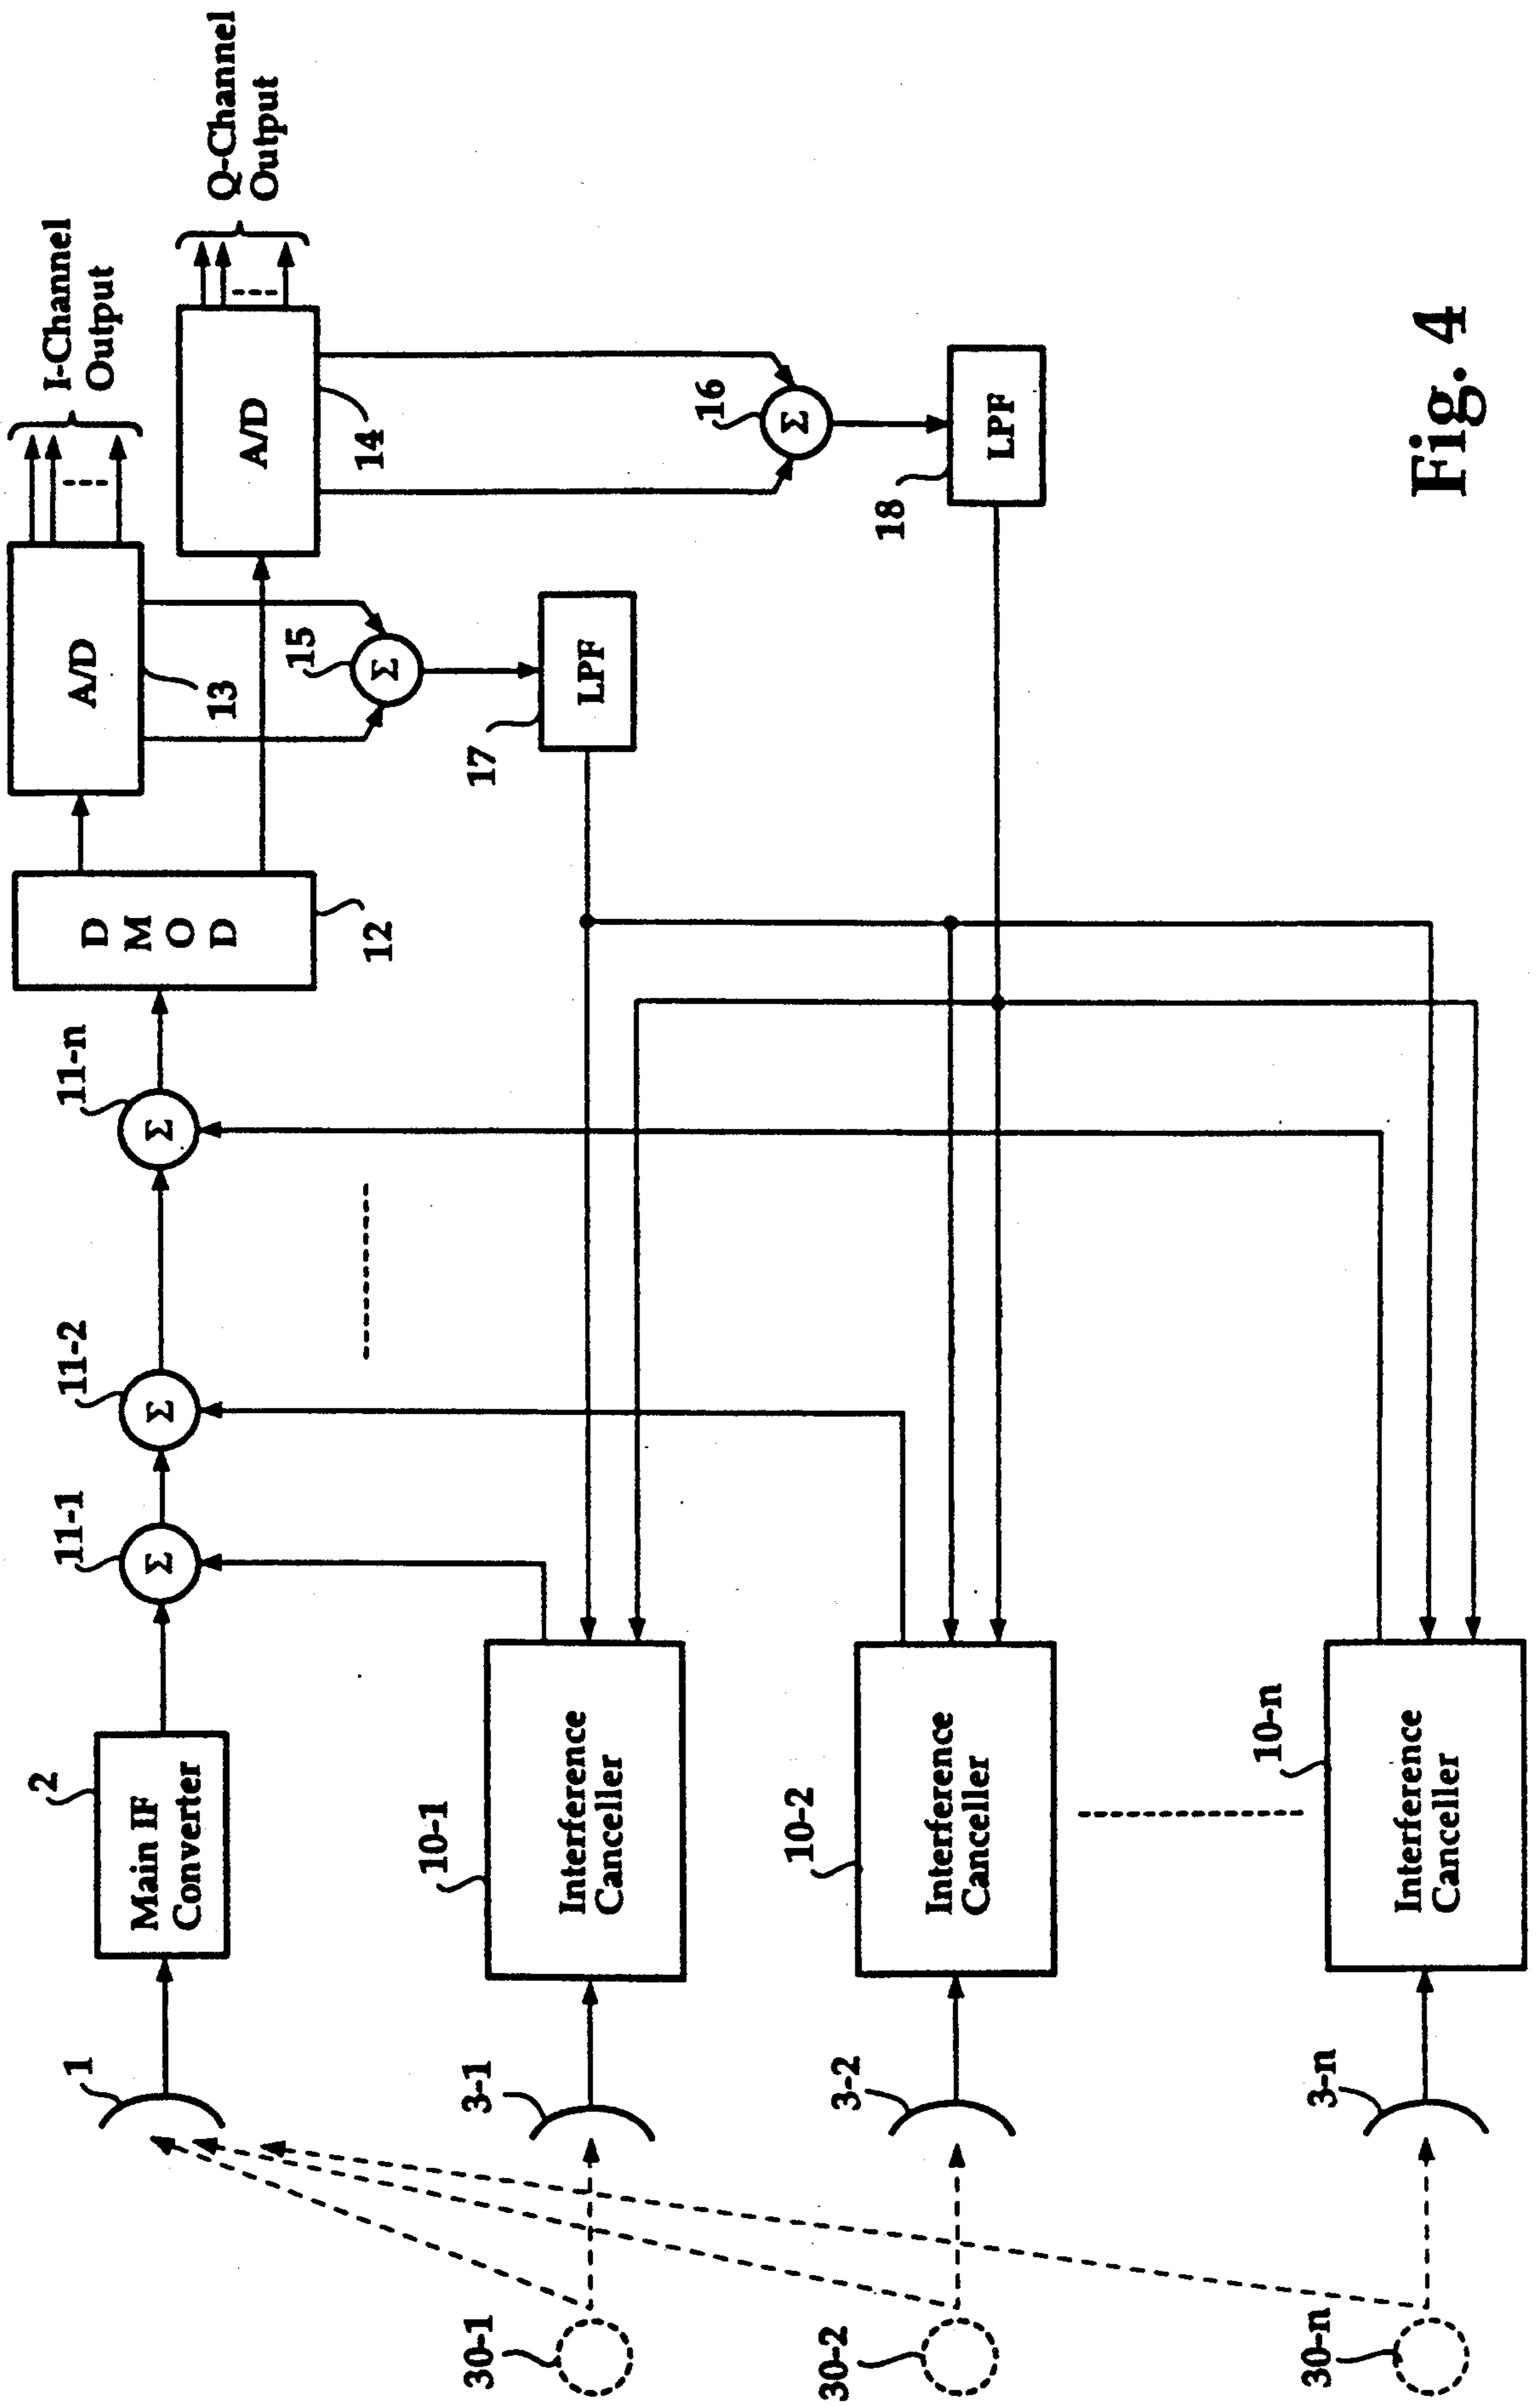 I-Channel
Output
Q-Channel
Output
A/D
13
A/D
14
D
M
O
D
12
Σ
15
Σ
16
LPF
17
LPF
18
Σ
11-1
Σ
11-2
Σ
11-n
1
2
Main IF
Converter
3-1
10-1
Interference
Canceller
3-2
10-2
Interference
Canceller
3-n
10-n
Interference
Canceller
30-1
30-2
30-n
Fig. 4